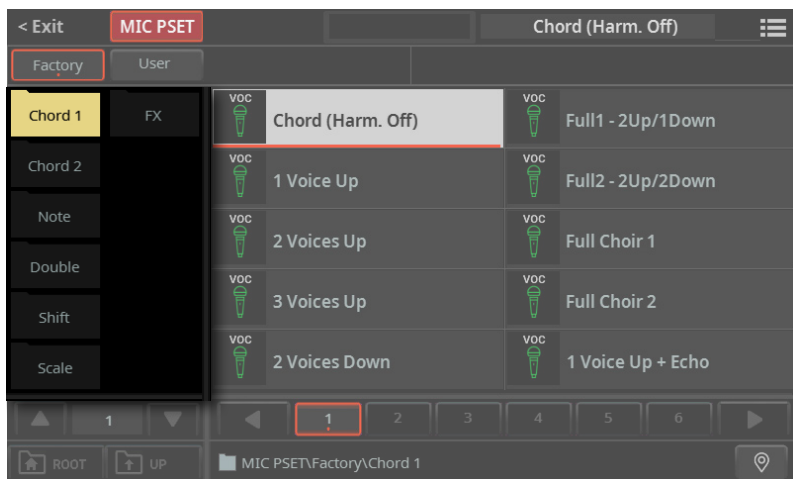 < Exit MIC PSET Chord (Harm. Off)
Factory User
Chord 1 FX
Chord 2
Note
Double
Shift
Scale
VOC Chord (Harm. Off) VOC Full1 - 2Up/1Down
VOC 1 Voice Up VOC Full2 - 2Up/2Down
VOC 2 Voices Up VOC Full Choir 1
VOC 3 Voices Up VOC Full Choir 2
VOC 2 Voices Down VOC 1 Voice Up + Echo
1 1 2 3 4 5 6
ROOT UP MIC PSET\Factory\Chord 1